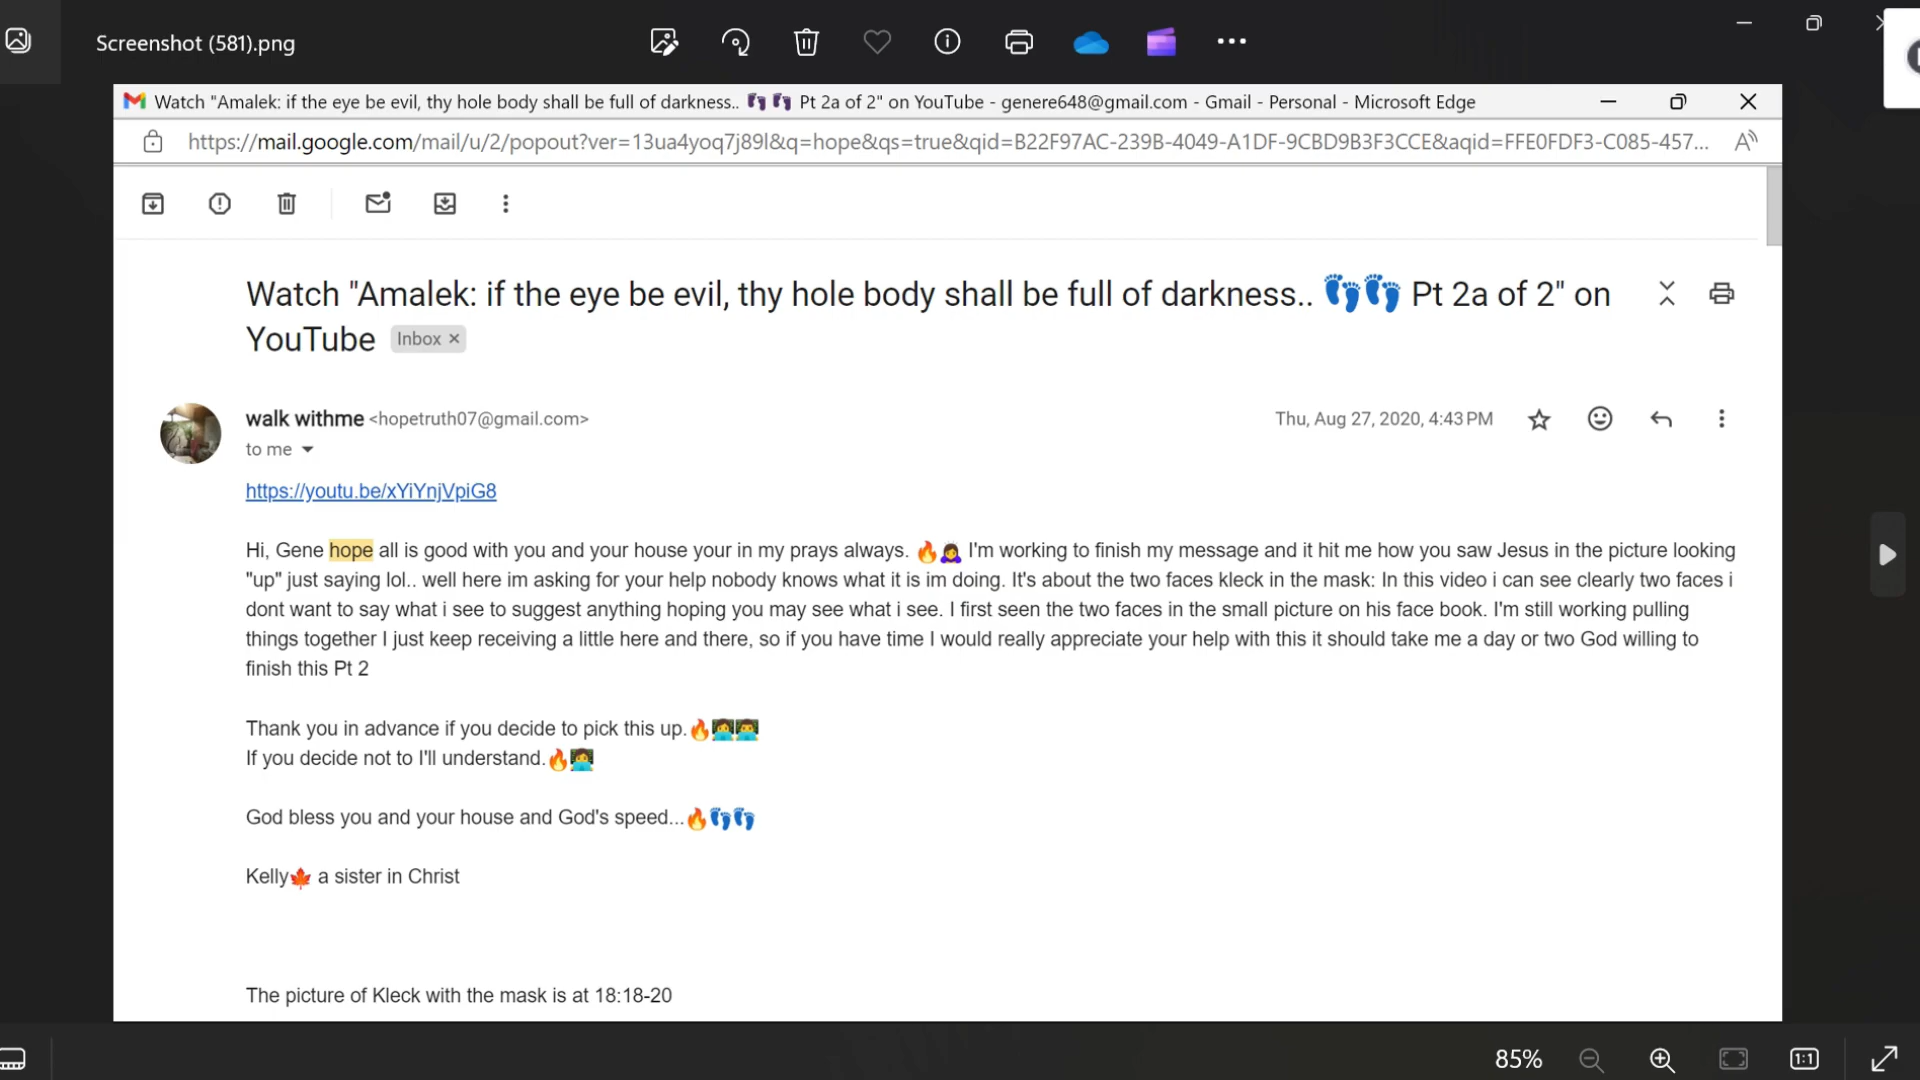 Screenshot (581).png
Watch "Amalek: if the eye be evil, thy hole body shall be full of darkness.. 👣👣 Pt 2a of 2" on YouTube - genere648@gmail.com - Gmail - Personal - Microsoft Edge
https://mail.google.com/mail/u/2/popout?ver=13ua4yoq7j89l&q=hope&qs=true&qid=B22F97AC-239B-4049-A1DF-9CBD9B3F3CCE&aqid=FFE0FDF3-C085-457...
Watch "Amalek: if the eye be evil, thy hole body shall be full of darkness.. 👣👣 Pt 2a of 2" on
YouTube Inbox ×
walk withme <hopetruth07@gmail.com>
Thu, Aug 27, 2020, 4:43 PM
to me
https://youtu.be/xYiYnjVpiG8
Hi, Gene hope all is good with you and your house your in my prays always. 🔥🙇‍♀️ I'm working to finish my message and it hit me how you saw Jesus in the picture looking
"up" just saying lol.. well here im asking for your help nobody knows what it is im doing. It's about the two faces kleck in the mask: In this video i can see clearly two faces i
dont want to say what i see to suggest anything hoping you may see what i see. I first seen the two faces in the small picture on his face book. I'm still working pulling
things together I just keep receiving a little here and there, so if you have time I would really appreciate your help with this it should take me a day or two God willing to
finish this Pt 2
Thank you in advance if you decide to pick this up.🔥👩‍💻👨‍💻
If you decide not to I'll understand.🔥👩‍💻
God bless you and your house and God's speed...🔥👣👣
Kelly🍁 a sister in Christ
The picture of Kleck with the mask is at 18:18-20
85%
1:1